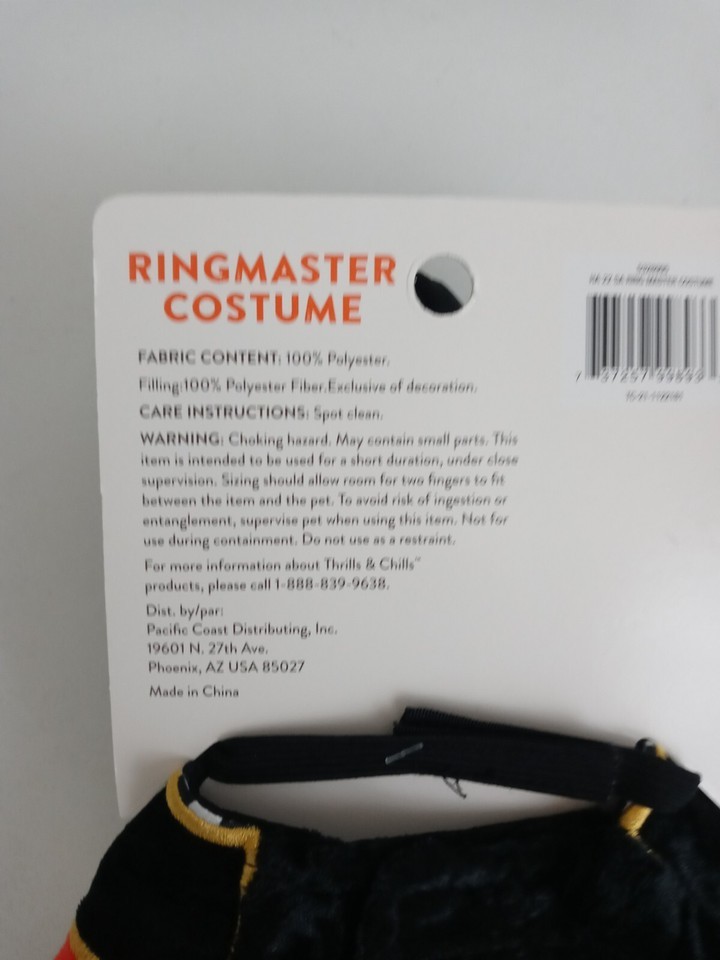 RINGMASTER
COSTUME
FABRIC CONTENT: 100% Polyester.
Filling:100% Polyester Fiber.Exclusive of decoration.
CARE INSTRUCTIONS: Spot clean.
WARNING: Choking hazard. May contain small parts. This
item is intended to be used for a short duration, under close
supervision. Sizing should allow room for two fingers to fit
between the item and the pet. To avoid risk of ingestion or
entanglement, supervise pet when using this item. Not for
use during containment. Do not use as a restraint.
For more information about Thrills & Chills™
products, please call 1-888-839-9638.
Dist. by/par:
Pacific Coast Distributing, Inc.
19601 N. 27th Ave.
Phoenix, AZ USA 85027
Made in China
RING MASTER COSTUME
7